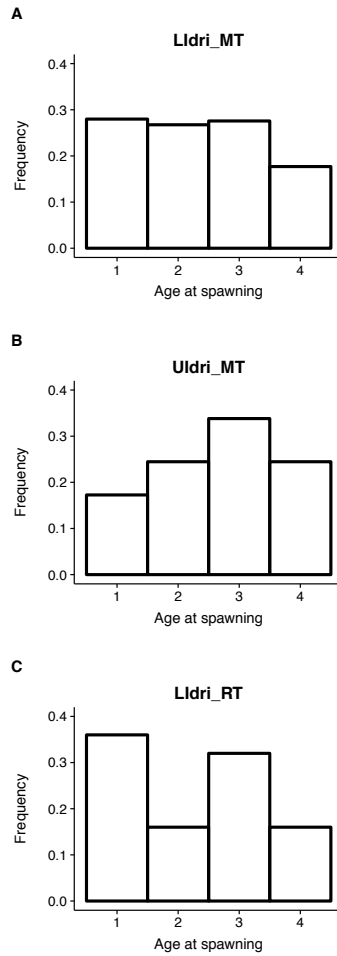 A
LIdri_MT
0.4
0.3
0.2
0.1
0.0
Frequency
1 2 3 4
Age at spawning
B
UIdri_MT
0.4
0.3
0.2
0.1
0.0
Frequency
1 2 3 4
Age at spawning
C
LIdri_RT
0.4
0.3
0.2
0.1
0.0
Frequency
1 2 3 4
Age at spawning